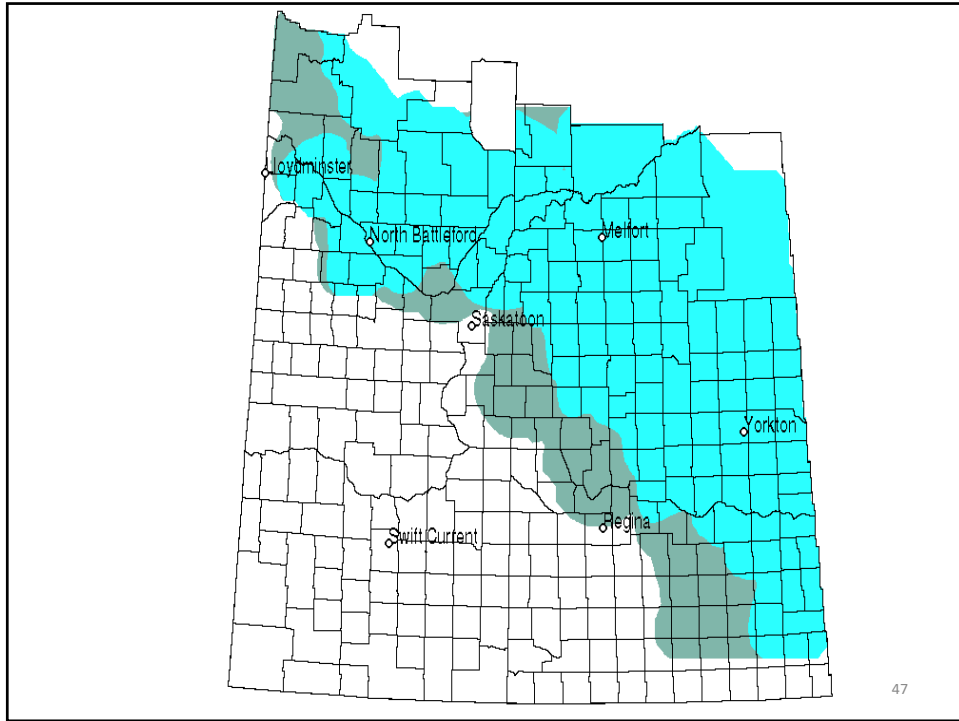 Lloydminster
North Battleford
Melfort
Saskatoon
Yorkton
Regina
Swift Current
47